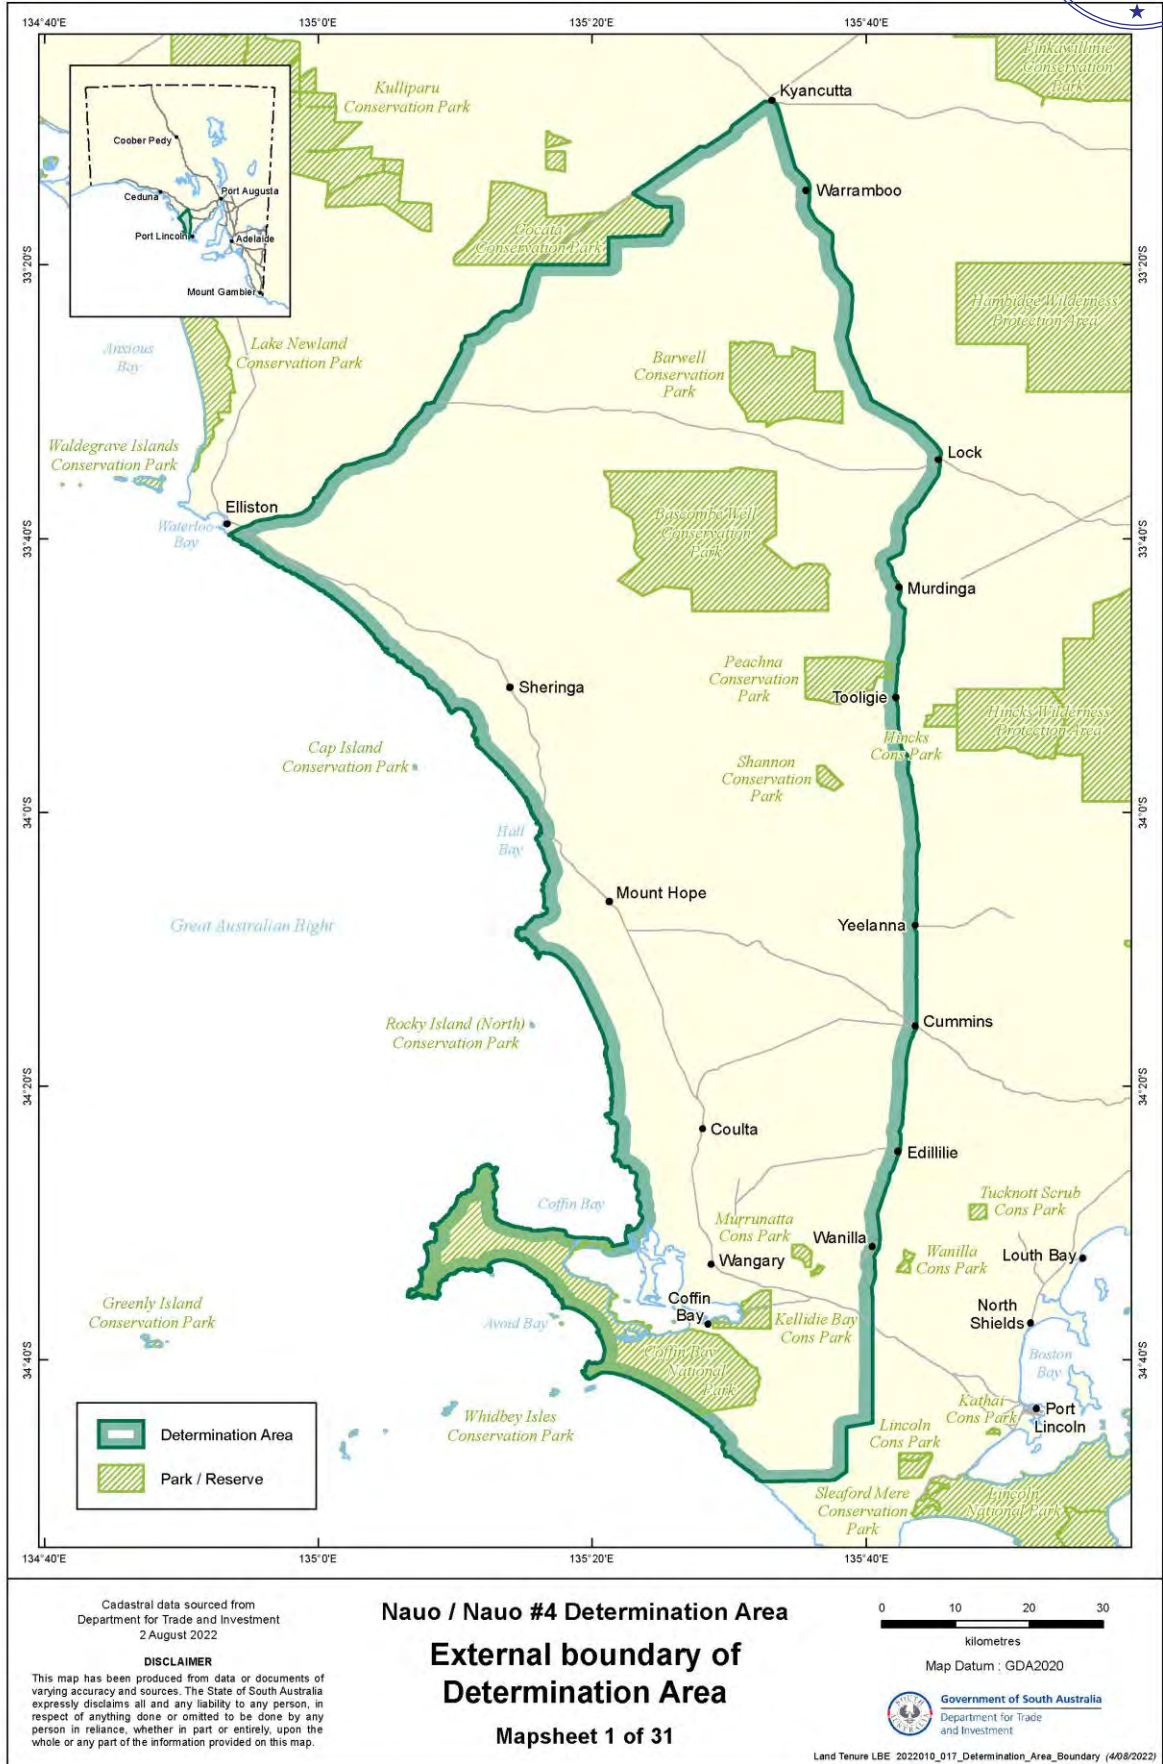 134°40'E
135°0'E
135°20'E
135°40'E
Pinkawillinie
Conservation
Park
Kulliparu
Conservation Park
Kyancutta
Coober Pedy
Ceduna
Port Augusta
Port Lincoln
Adelaide
Mount Gambier
Warramboo
Cocata
Conservation Park
33°20'S
33°20'S
Hambidge Wilderness
Protection Area
Anxious
Bay
Lake Newland
Conservation Park
Barwell
Conservation
Park
Waldegrave Islands
Conservation Park
Lock
Elliston
Waterloo
Bay
Bascombe Well
Conservation
Park
33°40'S
33°40'S
Murdinga
Peachna
Conservation
Park
Sheringa
Tooligie
Hincks Wilderness
Protection Area
Hincks
Cons Park
Cap Island
Conservation Park
Shannon
Conservation
Park
34°0'S
34°0'S
Hall
Bay
Mount Hope
Great Australian Bight
Yeelanna
Rocky Island (North)
Conservation Park
Cummins
34°20'S
34°20'S
Coulta
Edillilie
Coffin Bay
Tucknott Scrub
Cons Park
Murrunatta
Cons Park
Wanilla
Wangary
Wanilla
Cons Park
Louth Bay
Greenly Island
Conservation Park
Coffin
Bay
Avoid Bay
Kellidie Bay
Cons Park
North
Shields
Boston
Bay
34°40'S
34°40'S
Coffin Bay
National
Park
Kathai
Cons Park
Port
Lincoln
Whidbey Isles
Conservation Park
Lincoln
Cons Park
Determination Area
Park / Reserve
Sleaford Mere
Conservation
Park
Lincoln
National Park
134°40'E
135°0'E
135°20'E
135°40'E
Cadastral data sourced from
Department for Trade and Investment
2 August 2022
DISCLAIMER
This map has been produced from data or documents of
varying accuracy and sources. The State of South Australia
expressly disclaims all and any liability to any person, in
respect of anything done or omitted to be done by any
person in reliance, whether in part or entirely, upon the
whole or any part of the information provided on this map.
Nauo / Nauo #4 Determination Area
External boundary of
Determination Area
Mapsheet 1 of 31
0 10 20 30
kilometres
Map Datum : GDA2020
SOUTH
AUSTRALIA
Government of South Australia
Department for Trade
and Investment
Land Tenure LBE 2022010_017_Determination_Area_Boundary (4/08/2022)